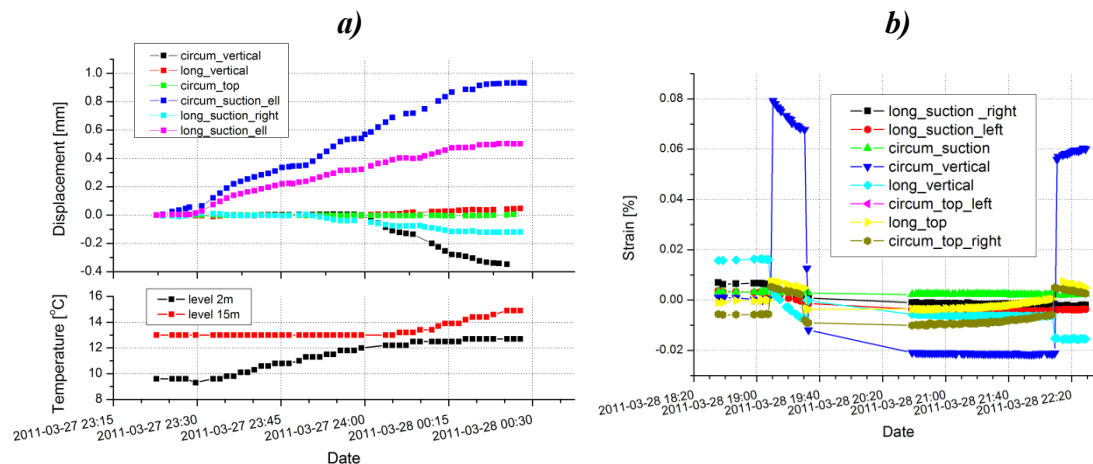 a)
circum_vertical
long_vertical
circum_top
circum_suction_ell
long_suction_right
long_suction_ell
Displacement [mm]
1.0
0.8
0.6
0.4
0.2
0.0
-0.2
-0.4
level 2m
level 15m
Temperature [°C]
16
14
12
10
8
2011-03-27 23:15
2011-03-27 23:30
2011-03-27 23:45
2011-03-27 24:00
2011-03-28 00:15
2011-03-28 00:30
Date
b)
long_suction _right
long_suction_left
circum_suction
circum_vertical
long_vertical
circum_top_left
long_top
circum_top_right
Strain [%]
0.08
0.06
0.04
0.02
0.00
-0.02
2011-03-28 18:20
2011-03-28 19:00
2011-03-28 19:40
2011-03-28 20:20
2011-03-28 21:00
2011-03-28 21:40
2011-03-28 22:20
Date